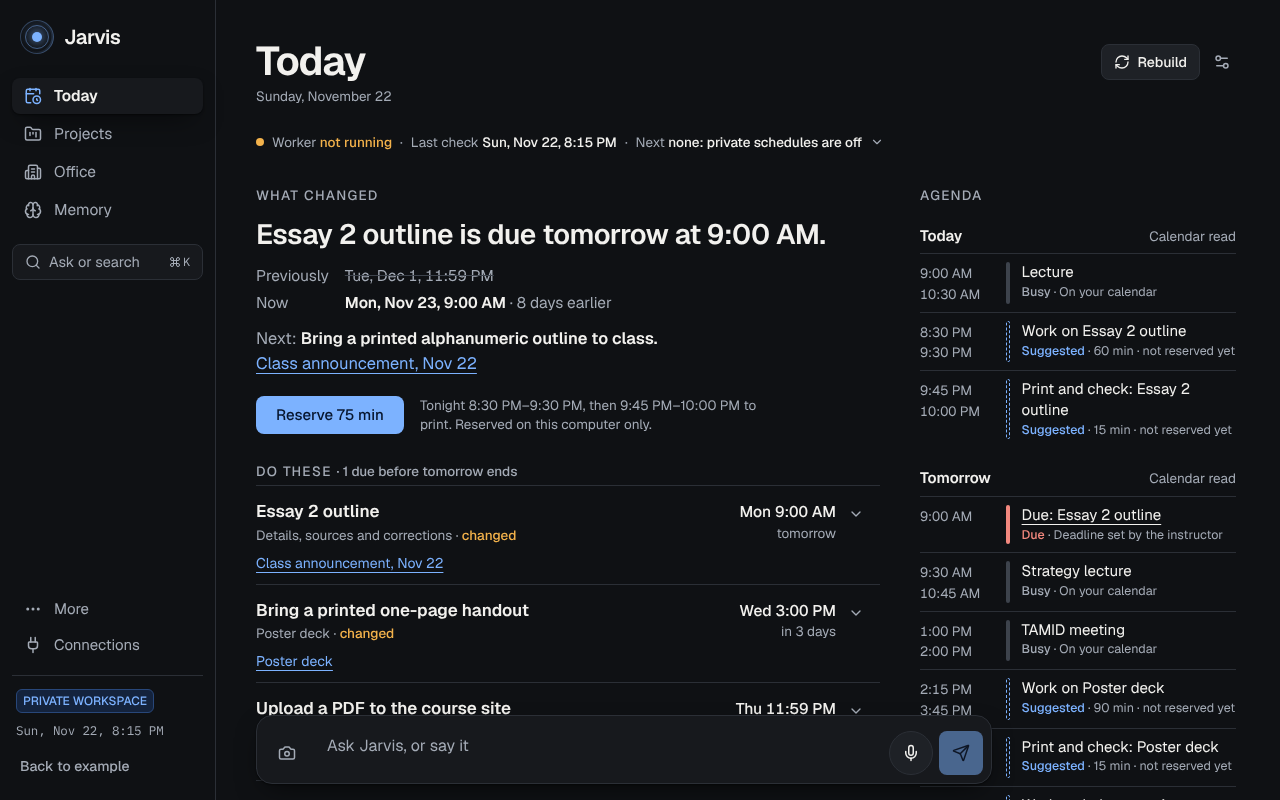 Jarvis
Today
Projects
Office
Memory
Ask or search ⌘K
More
Connections
PRIVATE WORKSPACE
Sun, Nov 22, 8:15 PM
Back to example
Today
Sunday, November 22
Rebuild
Worker not running · Last check Sun, Nov 22, 8:15 PM · Next none: private schedules are off
WHAT CHANGED
Essay 2 outline is due tomorrow at 9:00 AM.
Previously Tue, Dec 1, 11:59 PM
Now Mon, Nov 23, 9:00 AM · 8 days earlier
Next: Bring a printed alphanumeric outline to class.
Class announcement, Nov 22
Reserve 75 min
Tonight 8:30 PM–9:30 PM, then 9:45 PM–10:00 PM to
print. Reserved on this computer only.
DO THESE · 1 due before tomorrow ends
Essay 2 outline Mon 9:00 AM
Details, sources and corrections · changed tomorrow
Class announcement, Nov 22
Bring a printed one-page handout Wed 3:00 PM
Poster deck · changed in 3 days
Poster deck
Upload a PDF to the course site Thu 11:59 PM
Ask Jarvis, or say it
AGENDA
Today Calendar read
9:00 AM Lecture
10:30 AM Busy · On your calendar
8:30 PM Work on Essay 2 outline
9:30 PM Suggested · 60 min · not reserved yet
9:45 PM Print and check: Essay 2
10:00 PM outline
Suggested · 15 min · not reserved yet
Tomorrow Calendar read
9:00 AM Due: Essay 2 outline
Due · Deadline set by the instructor
9:30 AM Strategy lecture
10:45 AM Busy · On your calendar
1:00 PM TAMID meeting
2:00 PM Busy · On your calendar
2:15 PM Work on Poster deck
3:45 PM Suggested · 90 min · not reserved yet
Print and check: Poster deck
Suggested · 15 min · not reserved yet